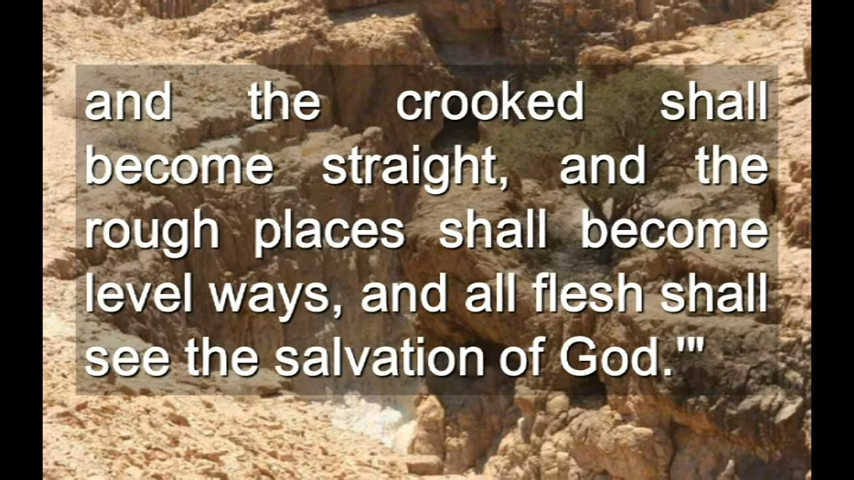 and the crooked shall
become straight, and the
rough places shall become
level ways, and all flesh shall
see the salvation of God.'"